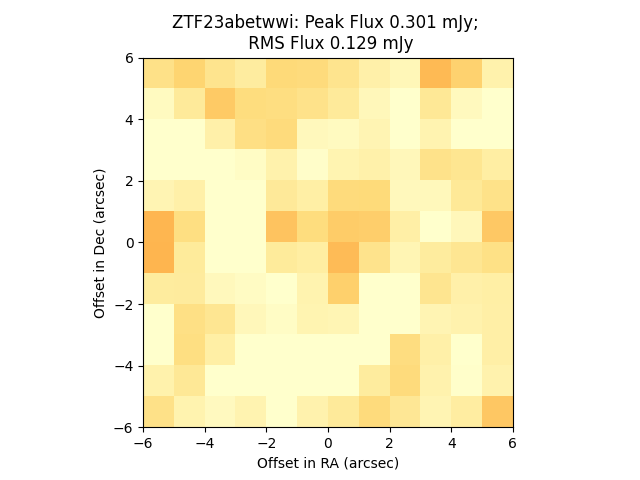 ZTF23abetwwi: Peak Flux 0.301 mJy;
RMS Flux 0.129 mJy
6
4
2
0
−2
−4
−6
Offset in Dec (arcsec)
−6 −4 −2 0 2 4 6
Offset in RA (arcsec)